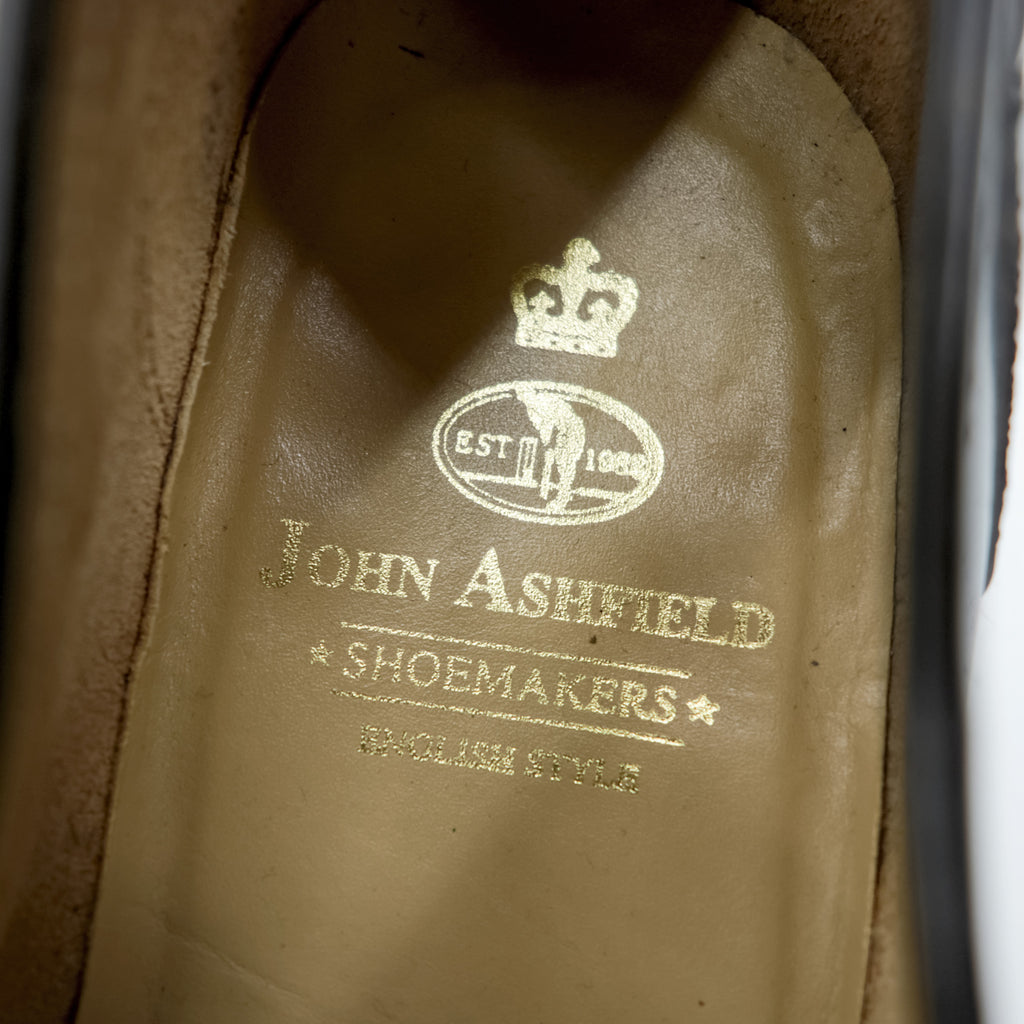 EST
JOHN ASHFIELD
★ SHOEMAKERS ★
ENGLISH STYLE